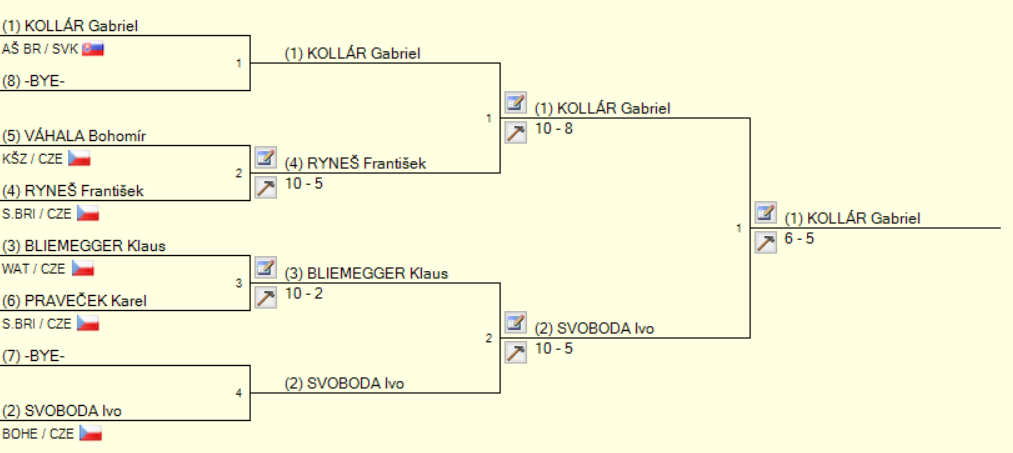 (1) KOLLÁR Gabriel
AŠ BR / SVK
(8) -BYE-
(5) VÁHALA Bohomír
KŠZ / CZE
(4) RYNEŠ František
S.BRI / CZE
(3) BLIEMEGGER Klaus
WAT / CZE
(6) PRAVEČEK Karel
S.BRI / CZE
(7) -BYE-
(2) SVOBODA Ivo
BOHE / CZE
1
(1) KOLLÁR Gabriel
2
(4) RYNEŠ František
10 - 5
3
(3) BLIEMEGGER Klaus
10 - 2
4
(2) SVOBODA Ivo
1
(1) KOLLÁR Gabriel
10 - 8
2
(2) SVOBODA Ivo
10 - 5
1
(1) KOLLÁR Gabriel
6 - 5